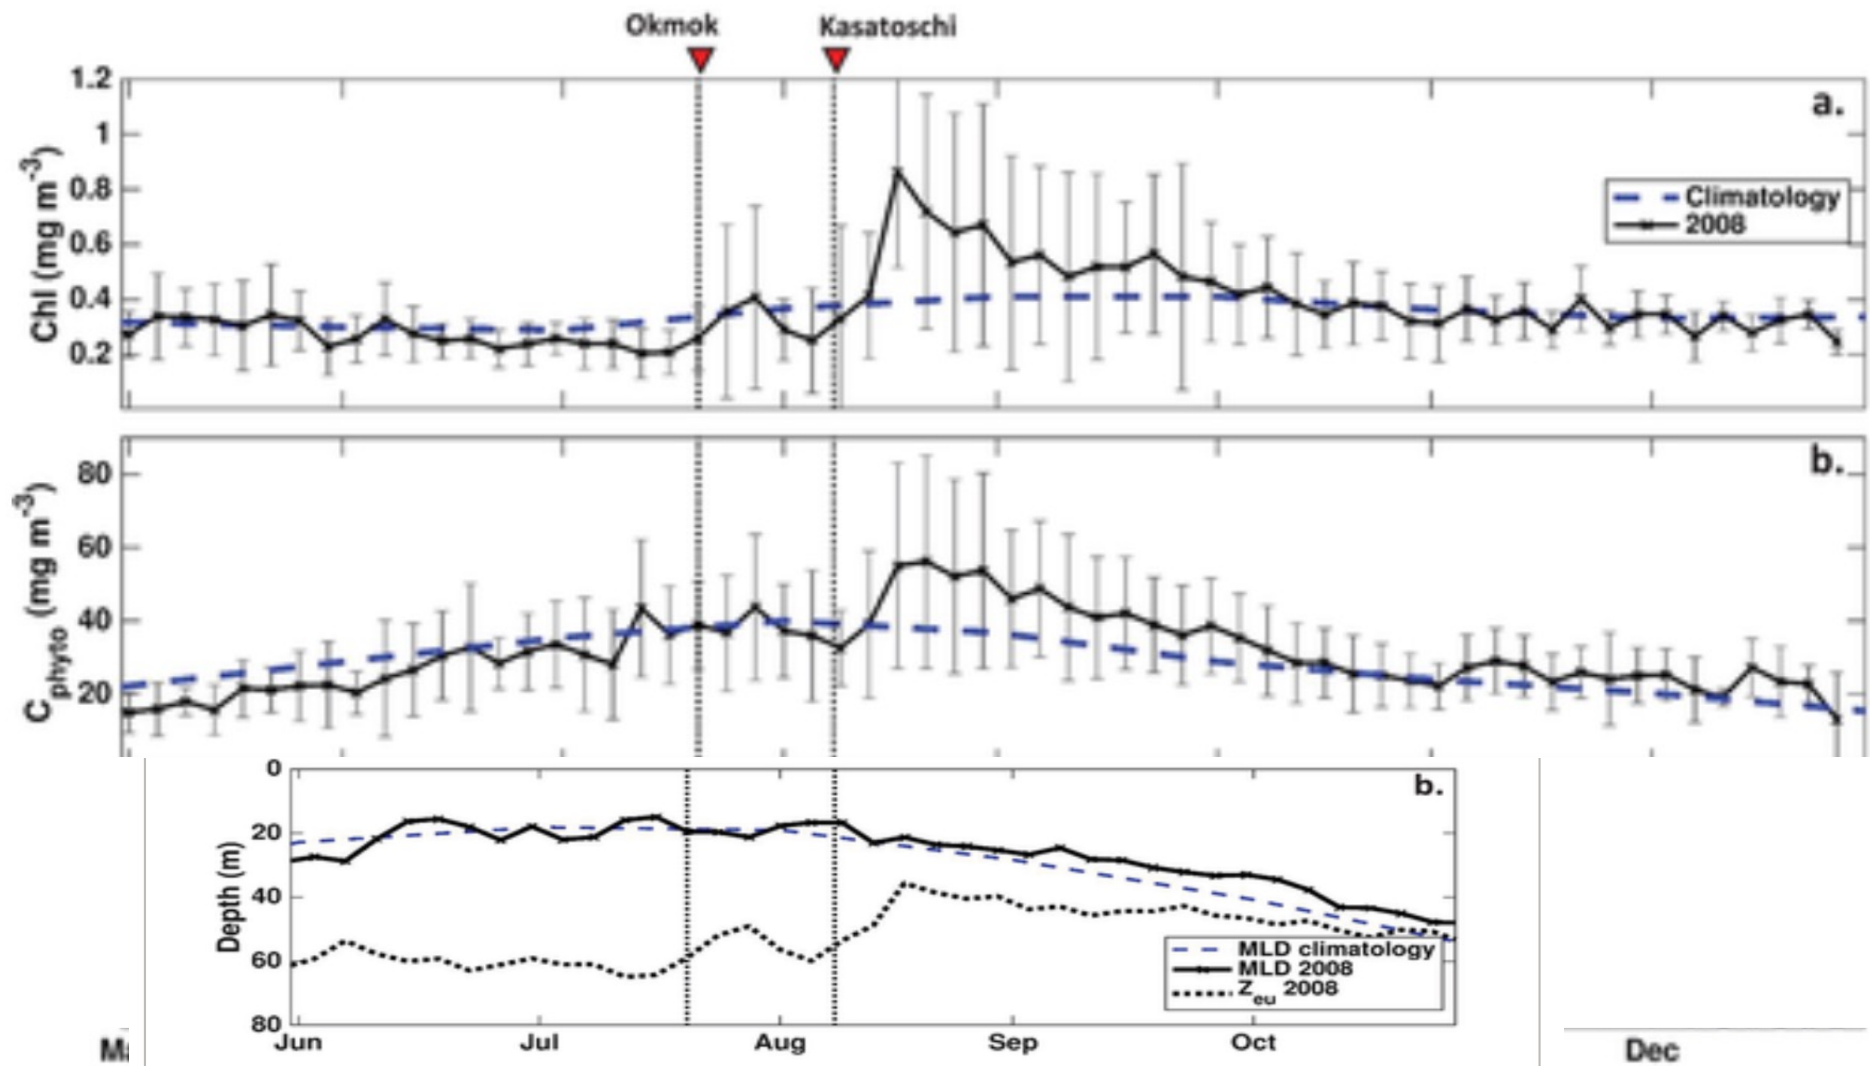 Okmok Kasatoschi
1.2
1
0.8
0.6
0.4
0.2
Chl (mg m-3)
a.
Climatology
2008
80
60
40
20
Cphyto (mg m-3)
b.
0
20
40
60
80
Depth (m)
b.
MLD climatology
MLD 2008
Zeu 2008
Jun Jul Aug Sep Oct
Dec